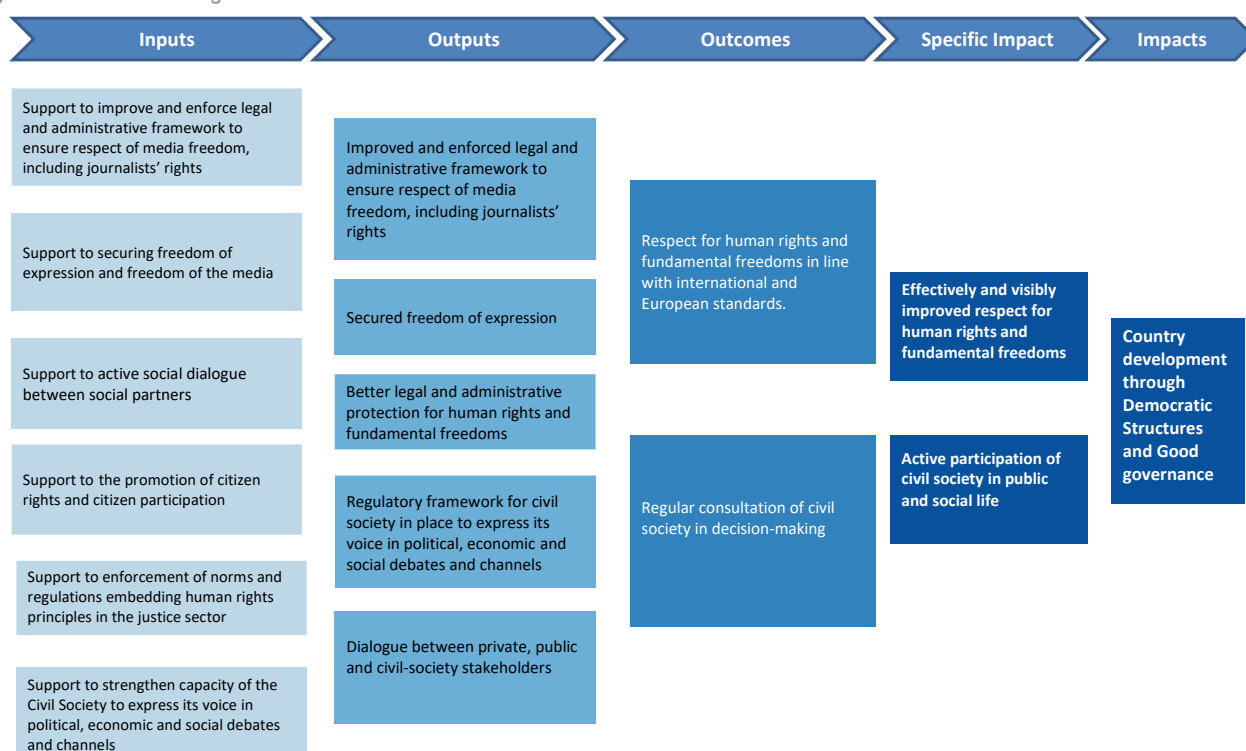 Inputs
Outputs
Outcomes
Specific Impact
Impacts
Support to improve and enforce legal
and administrative framework to
ensure respect of media freedom,
including journalists’ rights
Support to securing freedom of
expression and freedom of the media
Support to active social dialogue
between social partners
Support to the promotion of citizen
rights and citizen participation
Support to enforcement of norms and
regulations embedding human rights
principles in the justice sector
Support to strengthen capacity of the
Civil Society to express its voice in
political, economic and social debates
and channels
Improved and enforced legal and
administrative framework to
ensure respect of media
freedom, including journalists’
rights
Secured freedom of expression
Better legal and administrative
protection for human rights and
fundamental freedoms
Regulatory framework for civil
society in place to express its
voice in political, economic and
social debates and channels
Dialogue between private, public
and civil-society stakeholders
Respect for human rights and
fundamental freedoms in line
with international and
European standards.
Regular consultation of civil
society in decision-making
Effectively and visibly
improved respect for
human rights and
fundamental freedoms
Active participation of
civil society in public
and social life
Country
development
through
Democratic
Structures
and Good
governance